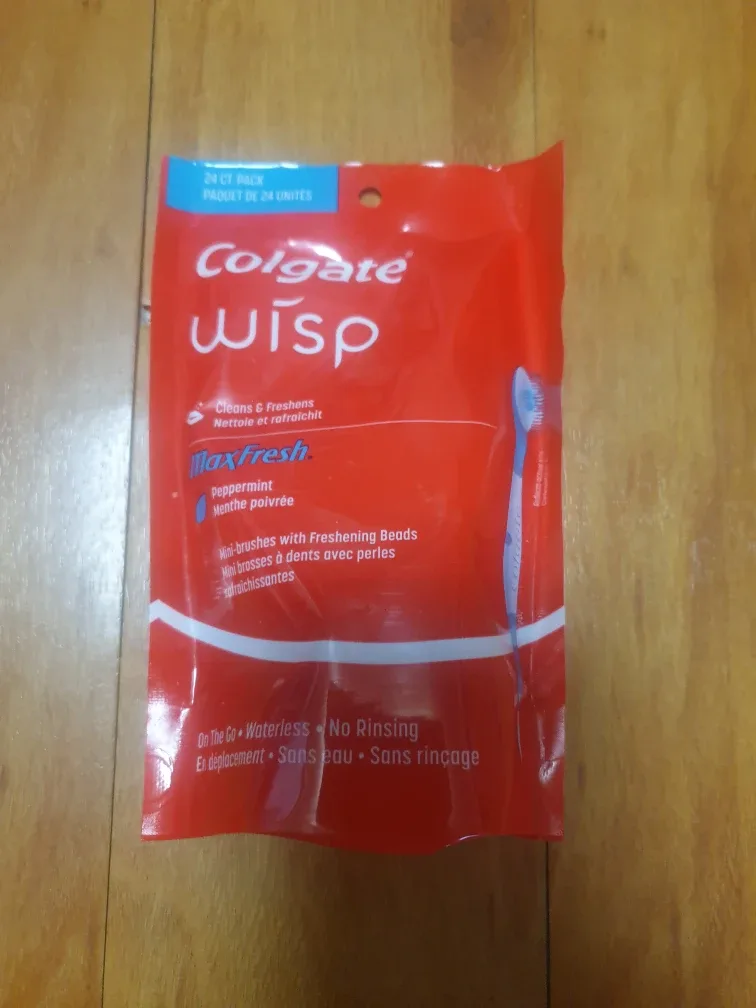 24 CT. PACK
PAQUET DE 24 UNITÉS
Colgate®
wisp
Cleans & Freshens
Nettoie et rafraîchit
MaxFresh
Peppermint
Menthe poivrée
Mini-brushes with Freshening Beads
Mini brosses à dents avec perles
rafraîchissantes
On The Go • Waterless • No Rinsing
En déplacement • Sans eau • Sans rinçage